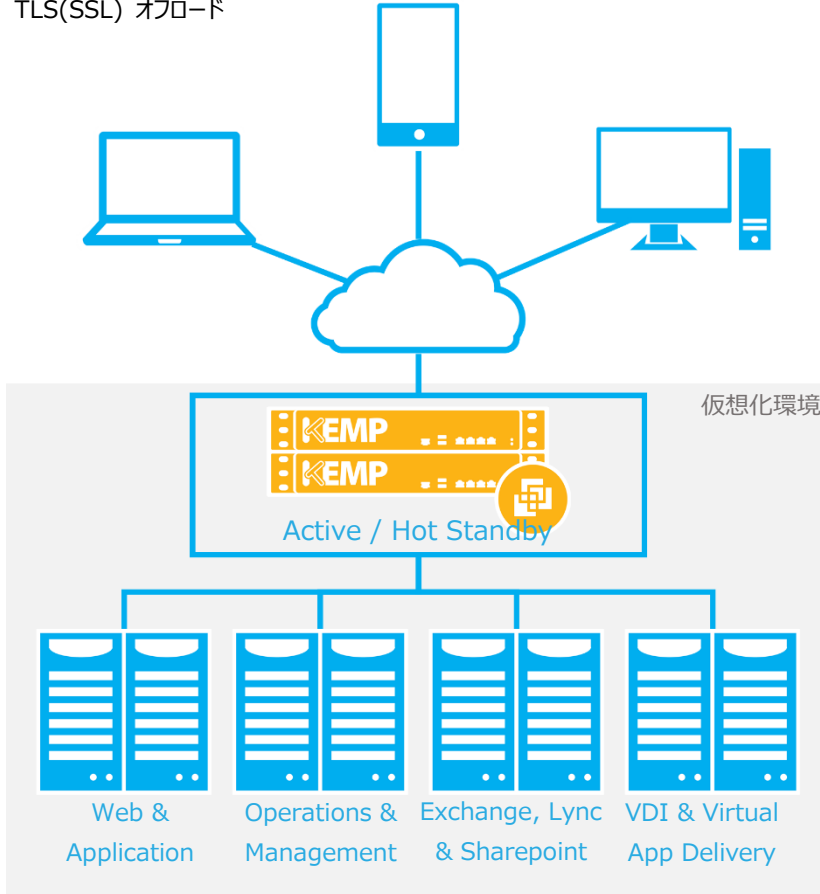 TLS(SSL) オフロード
仮想化環境
KEMP
KEMP
Active / Hot Standby
Web &
Application
Operations &
Management
Exchange, Lync
& Sharepoint
VDI & Virtual
App Delivery